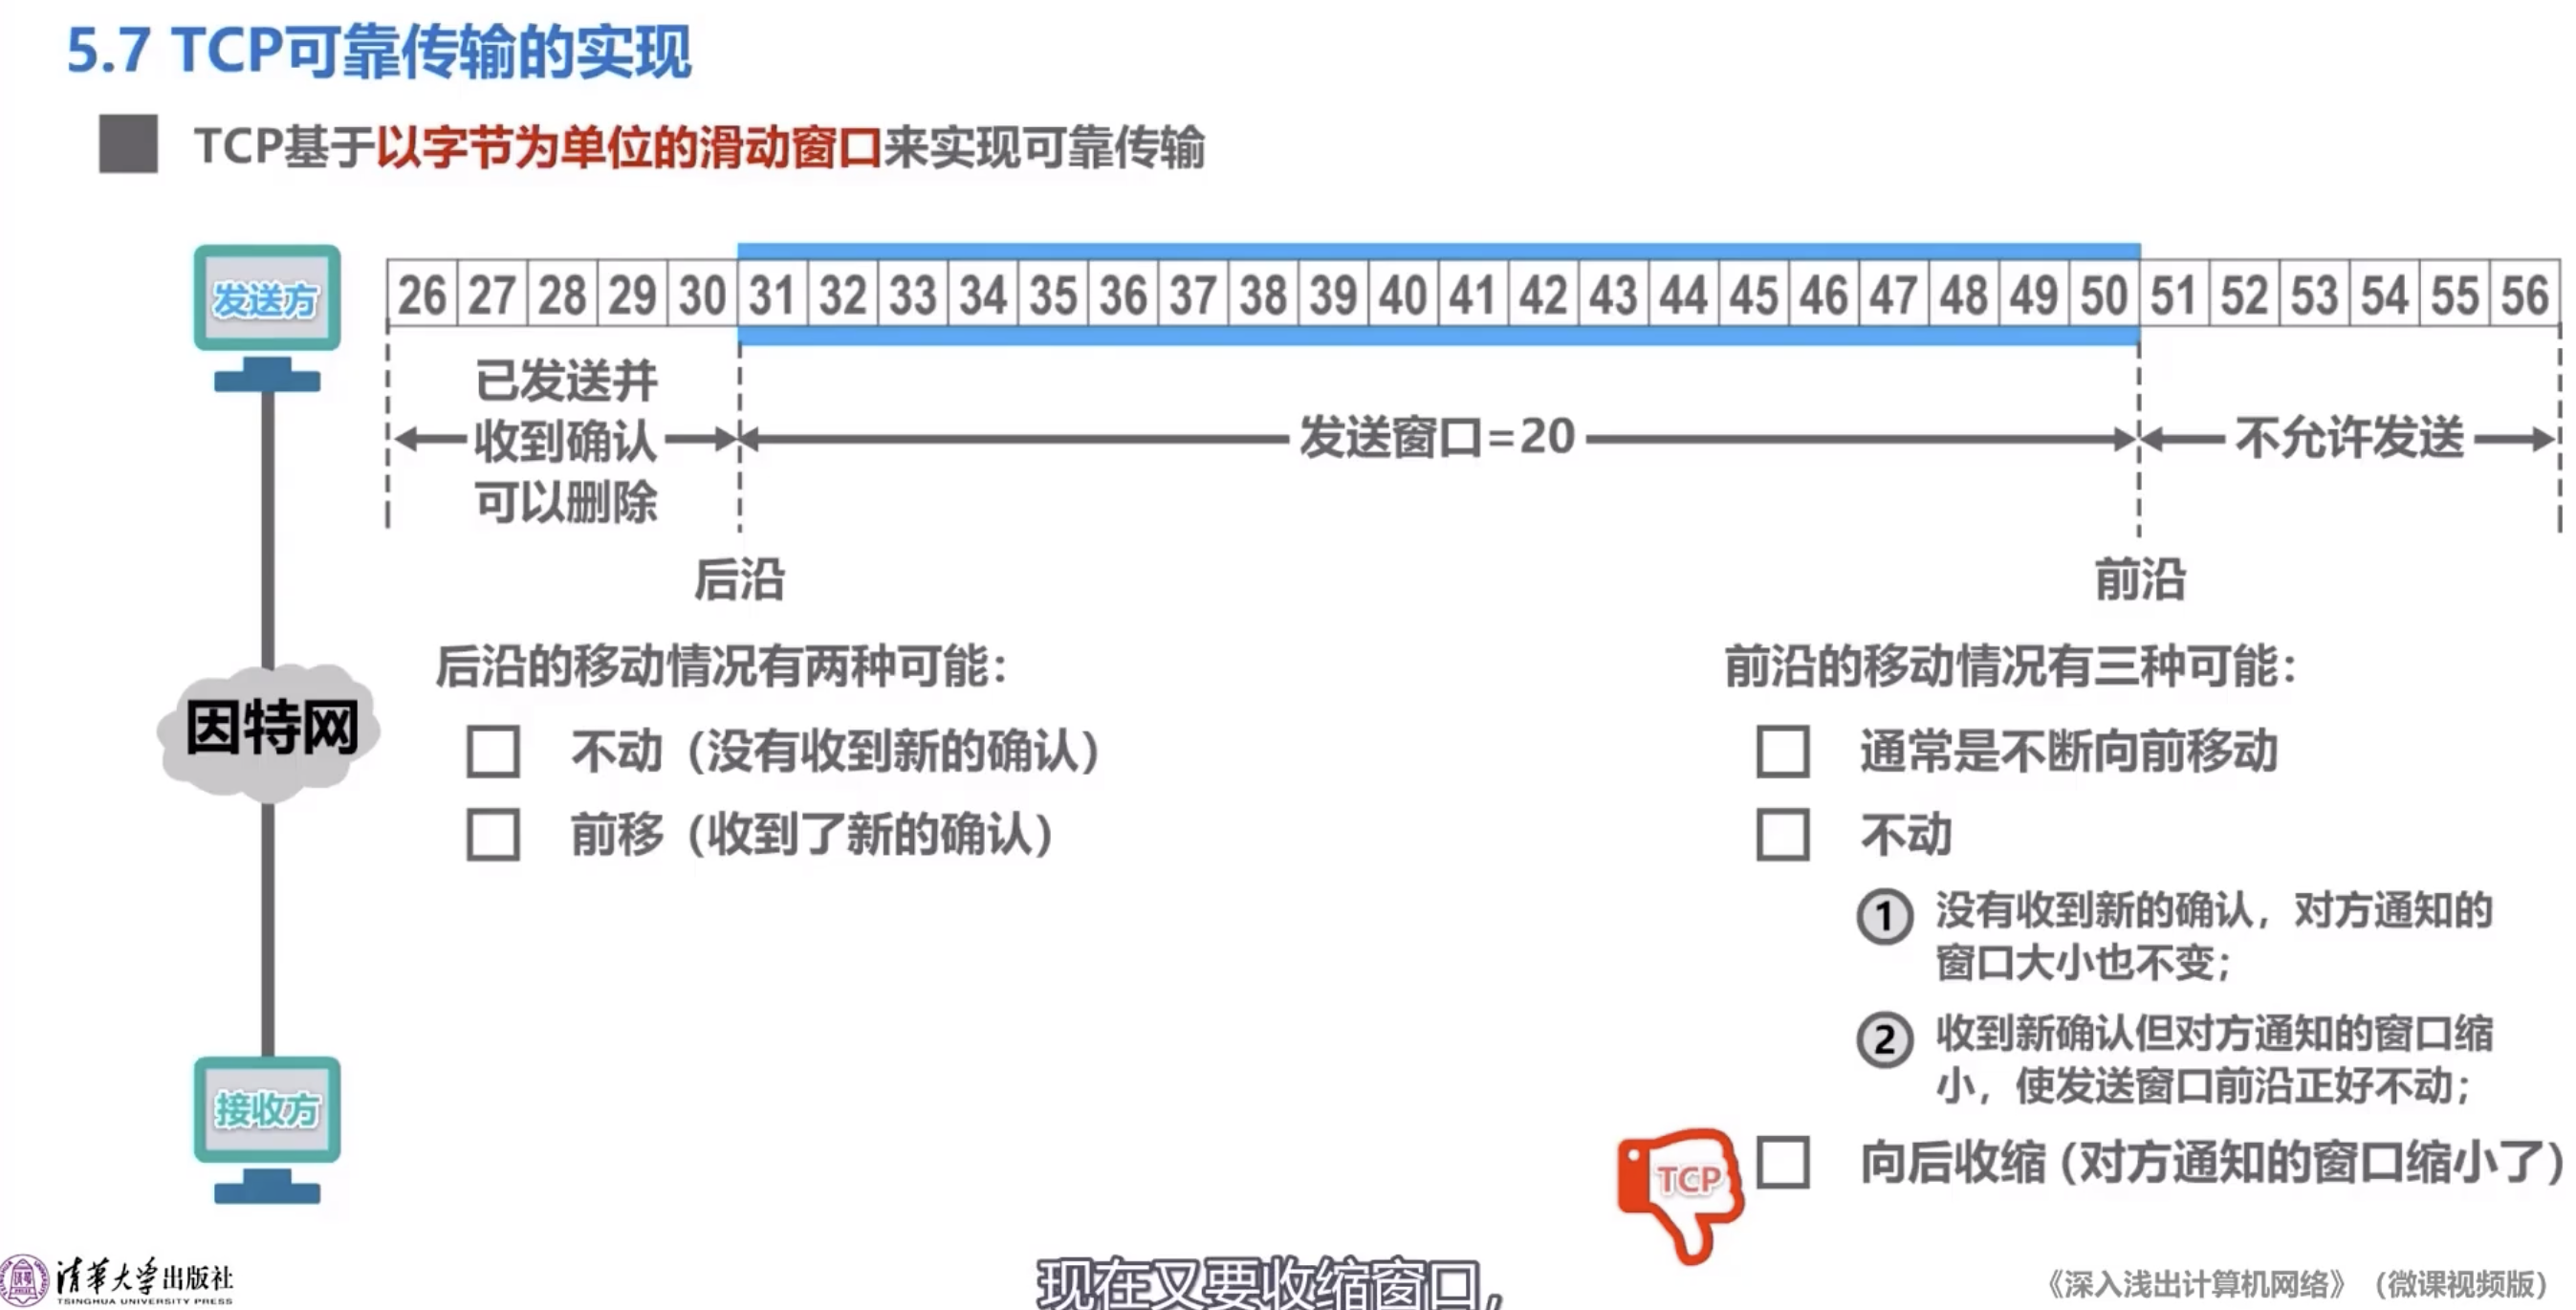 5.7 TCP可靠传输的实现
TCP基于以字节为单位的滑动窗口来实现可靠传输
发送方
26 27 28 29 30 31 32 33 34 35 36 37 38 39 40 41 42 43 44 45 46 47 48 49 50 51 52 53 54 55 56
已发送并
收到确认
可以删除
发送窗口=20
不允许发送
后沿
前沿
因特网
后沿的移动情况有两种可能：
不动（没有收到新的确认）
前移（收到了新的确认）
前沿的移动情况有三种可能：
通常是不断向前移动
不动
1 没有收到新的确认，对方通知的
窗口大小也不变；
2 收到新确认但对方通知的窗口缩
小，使发送窗口前沿正好不动；
TCP
向后收缩(对方通知的窗口缩小了)
接收方
清华大学出版社
TSINGHUA UNIVERSITY PRESS
现在又要收缩窗口，
《深入浅出计算机网络》（微课视频版）